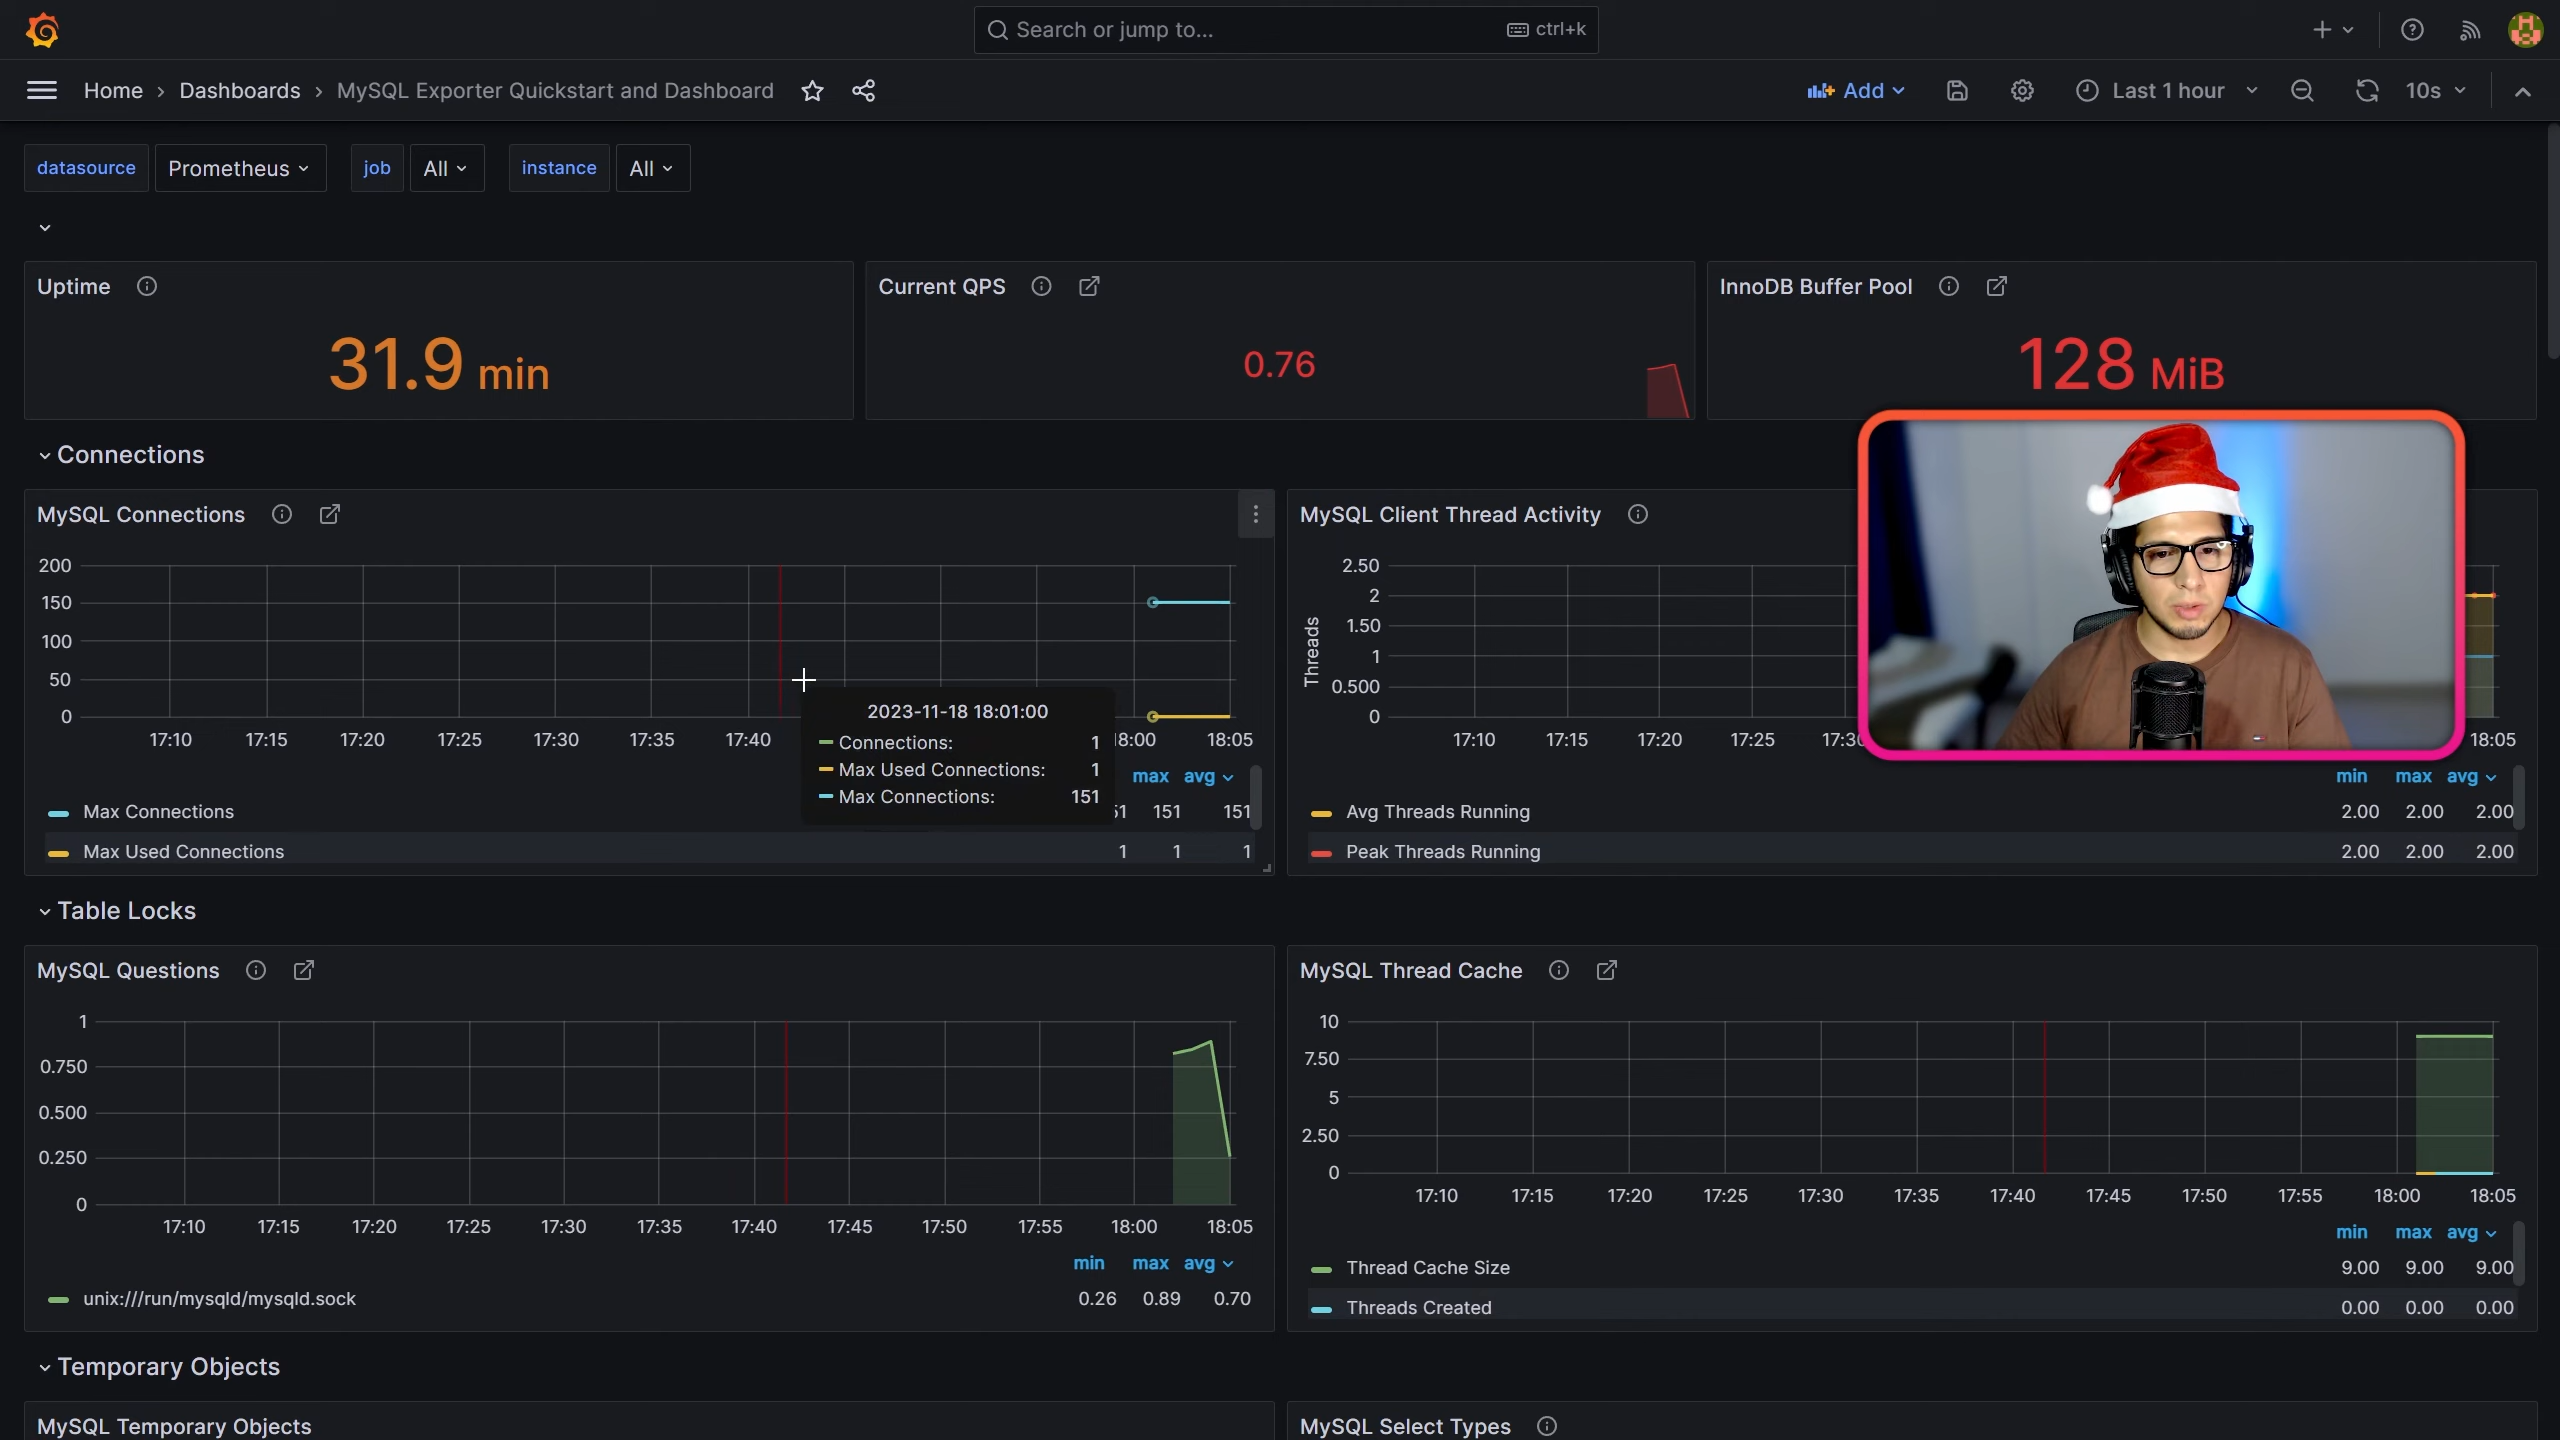 Search or jump to...
ctrl+k
Home › Dashboards › MySQL Exporter Quickstart and Dashboard
Add
Last 1 hour
10s
datasource Prometheus
job All
instance All
Uptime
31.9 min
Current QPS
0.76
InnoDB Buffer Pool
128 MiB
Connections
MySQL Connections
200
150
100
50
0
17:10 17:15 17:20 17:25 17:30 17:35 17:40 18:00 18:05
2023-11-18 18:01:00
Connections: 1
Max Used Connections: 1
Max Connections: 151
max avg
Max Connections 151 151
Max Used Connections 1 1 1
MySQL Client Thread Activity
Threads
2.50
2
1.50
1
0.500
0
17:10 17:15 17:20 17:25 17:30 18:05
min max avg
Avg Threads Running 2.00 2.00 2.00
Peak Threads Running 2.00 2.00 2.00
Table Locks
MySQL Questions
1
0.750
0.500
0.250
0
17:10 17:15 17:20 17:25 17:30 17:35 17:40 17:45 17:50 17:55 18:00 18:05
min max avg
unix:///run/mysqld/mysqld.sock 0.26 0.89 0.70
MySQL Thread Cache
10
7.50
5
2.50
0
17:10 17:15 17:20 17:25 17:30 17:35 17:40 17:45 17:50 17:55 18:00 18:05
min max avg
Thread Cache Size 9.00 9.00 9.00
Threads Created 0.00 0.00 0.00
Temporary Objects
MySQL Temporary Objects
MySQL Select Types